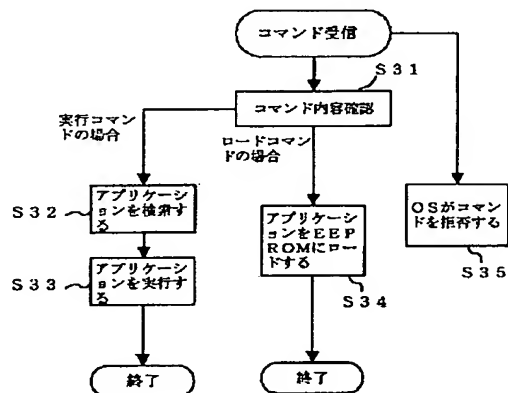 コマンド受信
S31
コマンド内容確認
実行コマン
ドの場合
ロードコマン
ドの場合
S32
アプリケーシ
ョンを検索す
る
アプリケーシ
ョンをEEP
ROMにロー
ドする
OSがコマン
ドを拒否する
S35
S33
アプリケーシ
ョンを実行す
る
S34
終了
終了